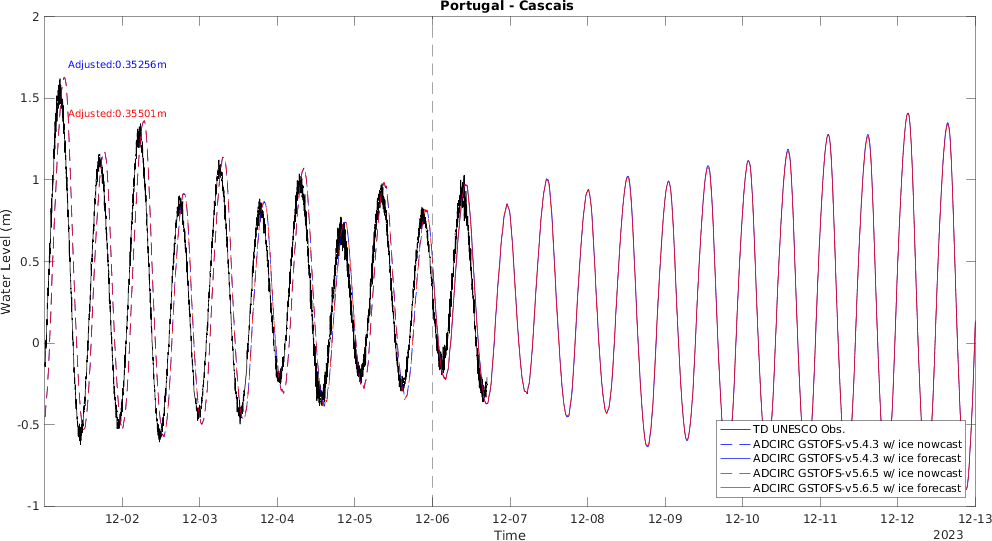 Portugal - Cascais
Adjusted:0.35256m
Adjusted:0.35501m
Water Level (m)
2
1.5
1
0.5
0
-0.5
-1
TD UNESCO Obs.
ADCIRC GSTOFS-v5.4.3 w/ ice nowcast
ADCIRC GSTOFS-v5.4.3 w/ ice forecast
ADCIRC GSTOFS-v5.6.5 w/ ice nowcast
ADCIRC GSTOFS-v5.6.5 w/ ice forecast
12-02 12-03 12-04 12-05 12-06 12-07 12-08 12-09 12-10 12-11 12-12 12-13
Time
2023